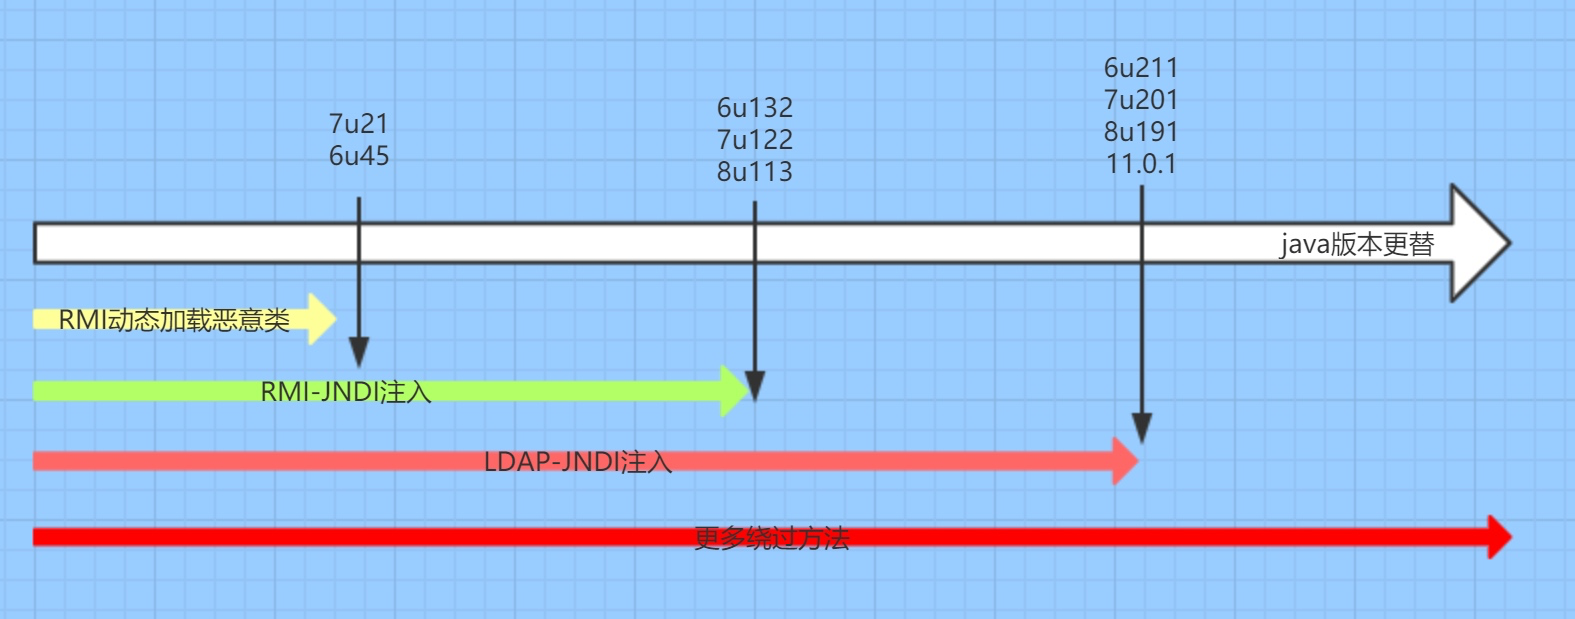 7u21
6u45
6u132
7u122
8u113
6u211
7u201
8u191
11.0.1
java版本更替
RMI动态加载恶意类
RMI-JNDI注入
LDAP-JNDI注入
更多绕过方法